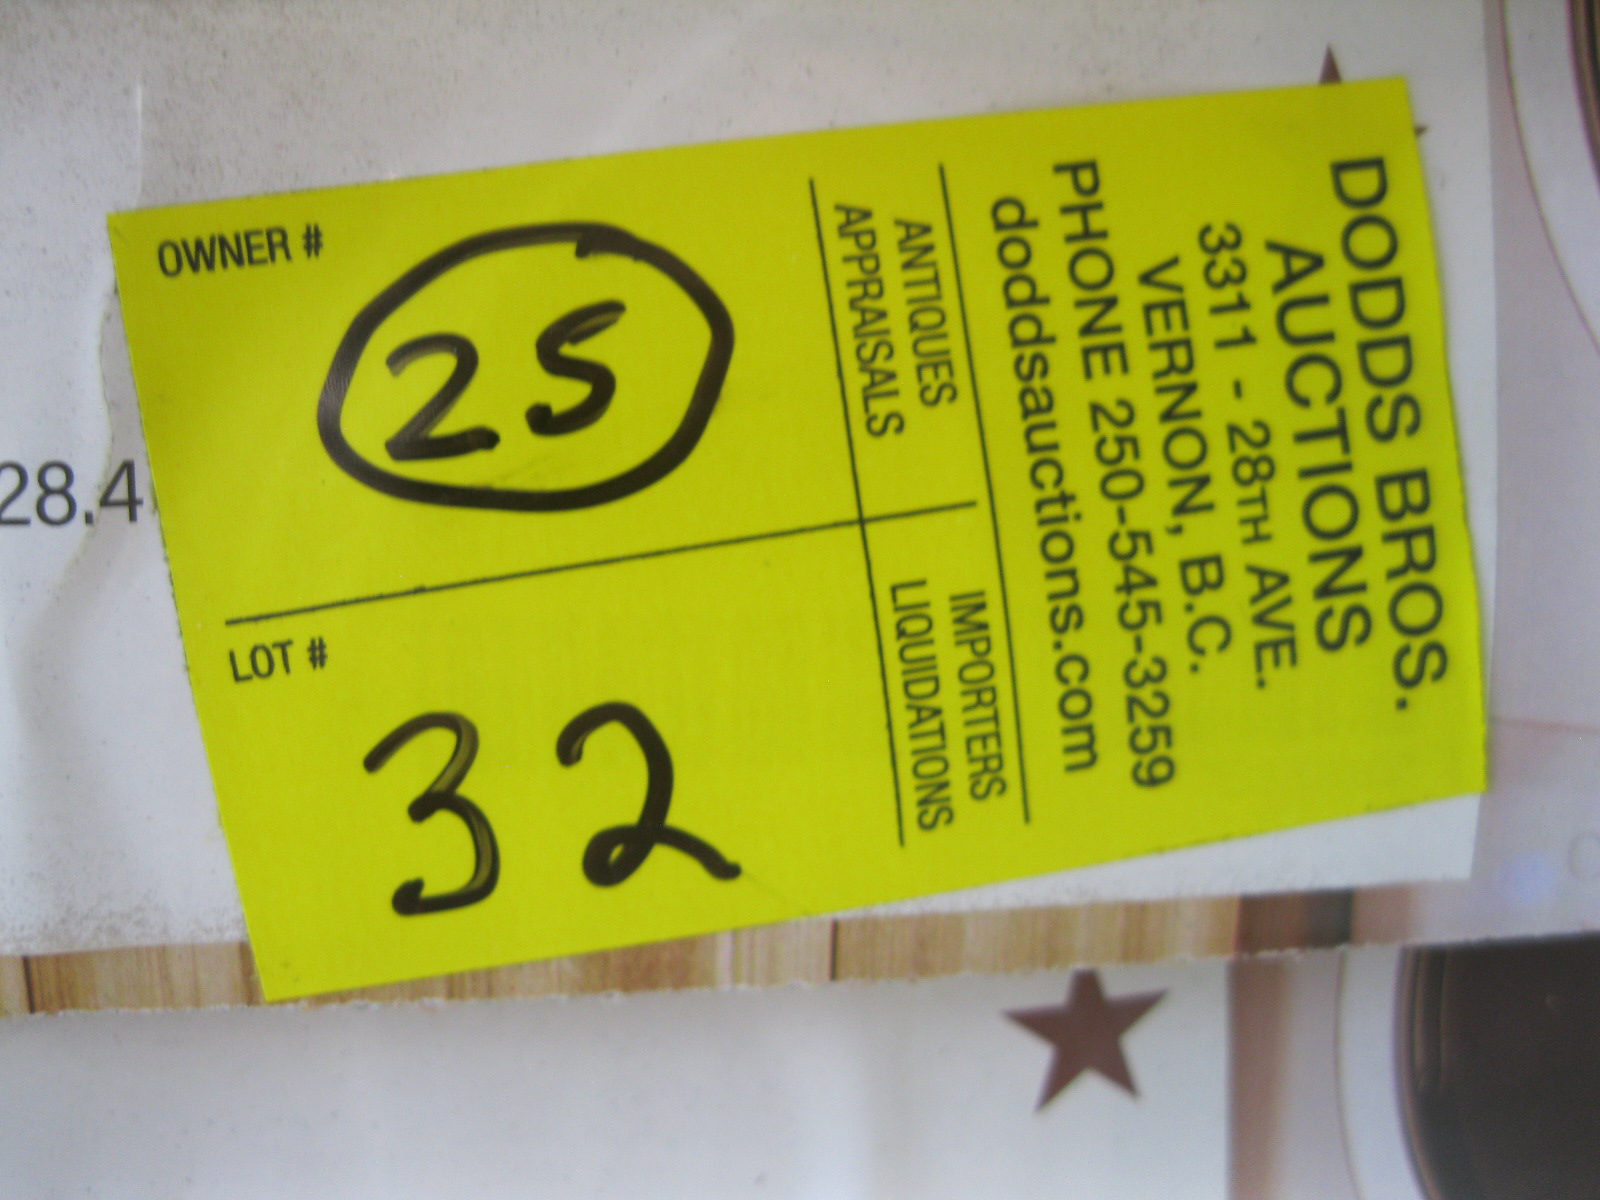 DODDS BROS.
AUCTIONS
3311 - 28TH AVE.
VERNON, B.C.
PHONE 250-545-3259
doddsauctions.com
ANTIQUES
APPRAISALS
IMPORTERS
LIQUIDATIONS
OWNER #
25
LOT #
32
28.4